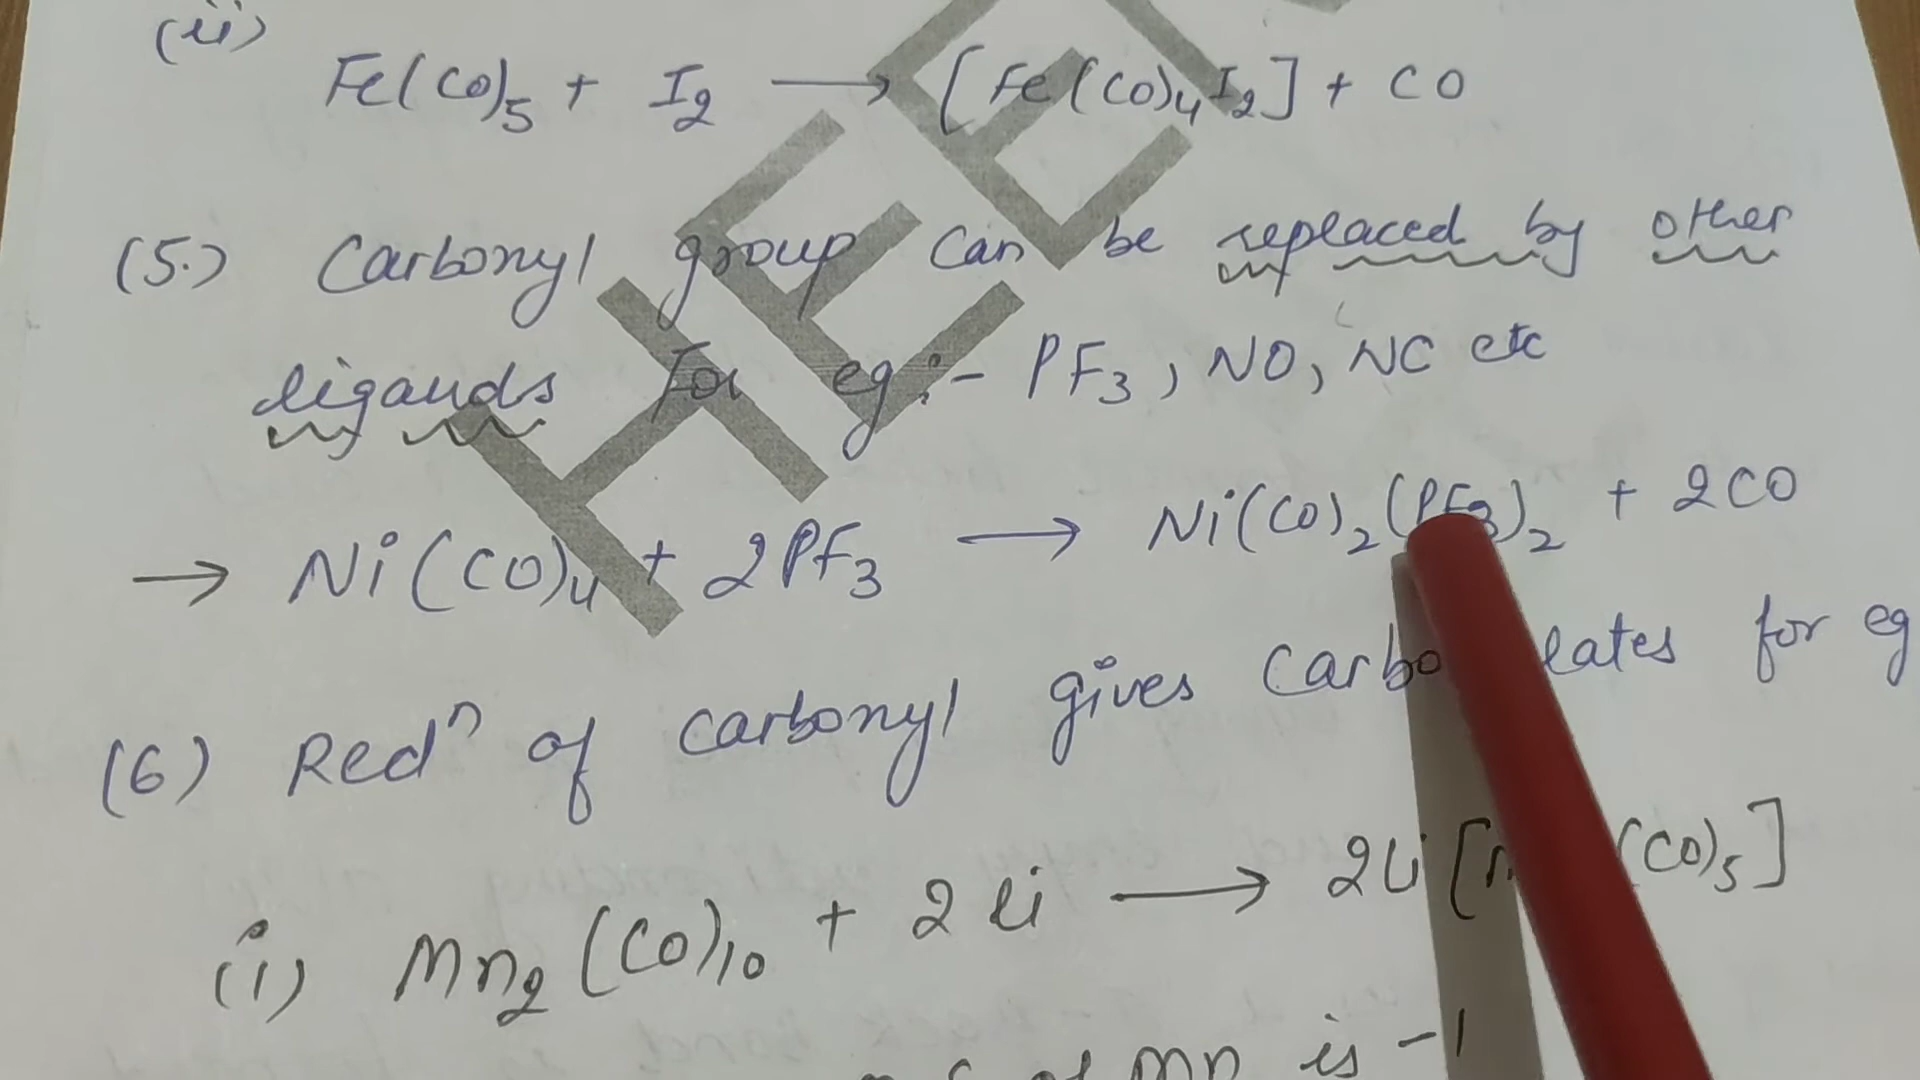 (ii)
Fe(CO)5 + I2 → [Fe(CO)4I2] + CO
(5.) Carbonyl group can be replaced by other
ligands For eg :- PF3, NO, NC etc
→ Ni(CO)4 + 2PF3 → Ni(CO)2(PF3)2 + 2CO
(6) Redn of carbonyl gives for eg
(i) Mn2(CO)10 + 2Li → 2Li[ (CO)5]
of Mn is -1